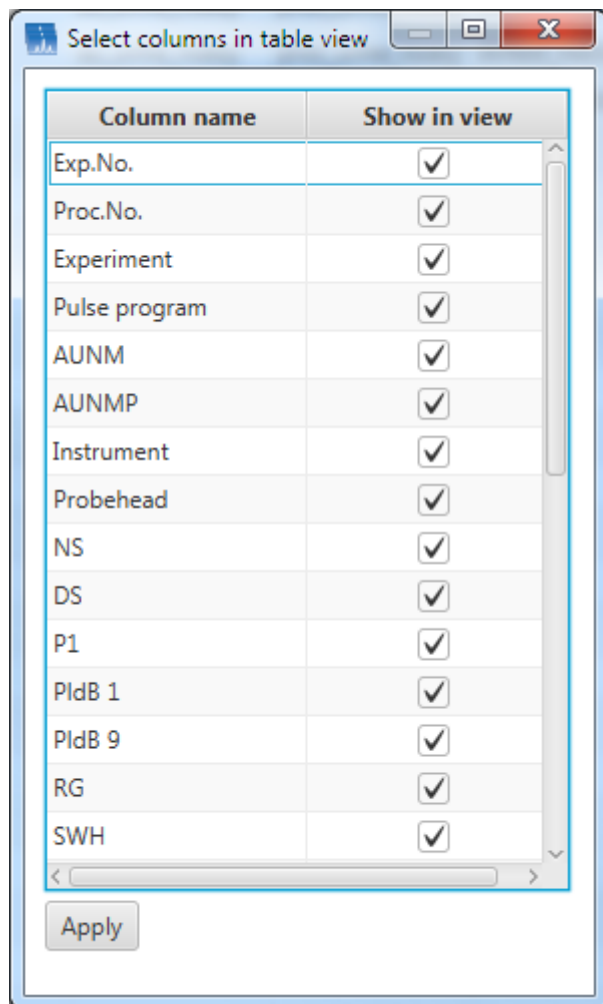 Select columns in table view
Column name Show in view
Exp.No.
Proc.No.
Experiment
Pulse program
AUNM
AUNMP
Instrument
Probehead
NS
DS
P1
PldB 1
PldB 9
RG
SWH
Apply